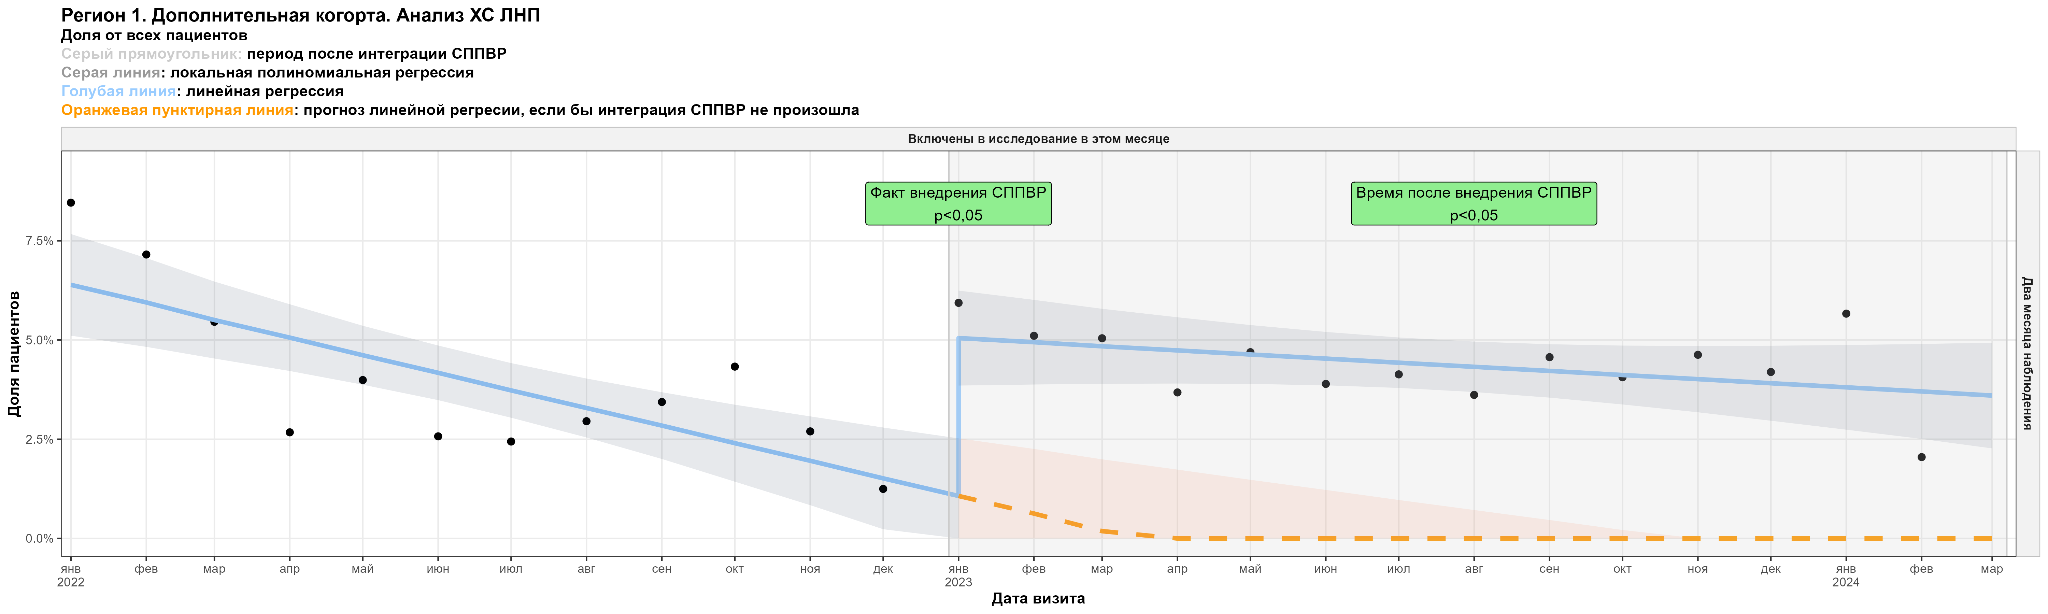 Регион 1. Дополнительная когорта. Анализ ХС ЛНП
Доля от всех пациентов
Серый прямоугольник: период после интеграции СППВР
Серая линия: локальная полиномиальная регрессия
Голубая линия: линейная регрессия
Оранжевая пунктирная линия: прогноз линейной регресии, если бы интеграция СППВР не произошла
Включены в исследование в этом месяце
Факт внедрения СППВР
p<0,05
Время после внедрения СППВР
p<0,05
Доля пациентов
7.5%
5.0%
2.5%
0.0%
Два месяца наблюдения
янв фев мар апр май июн июл авг сен окт ноя дек янв фев мар апр май июн июл авг сен окт ноя дек янв фев мар
2022 2023 2024
Дата визита